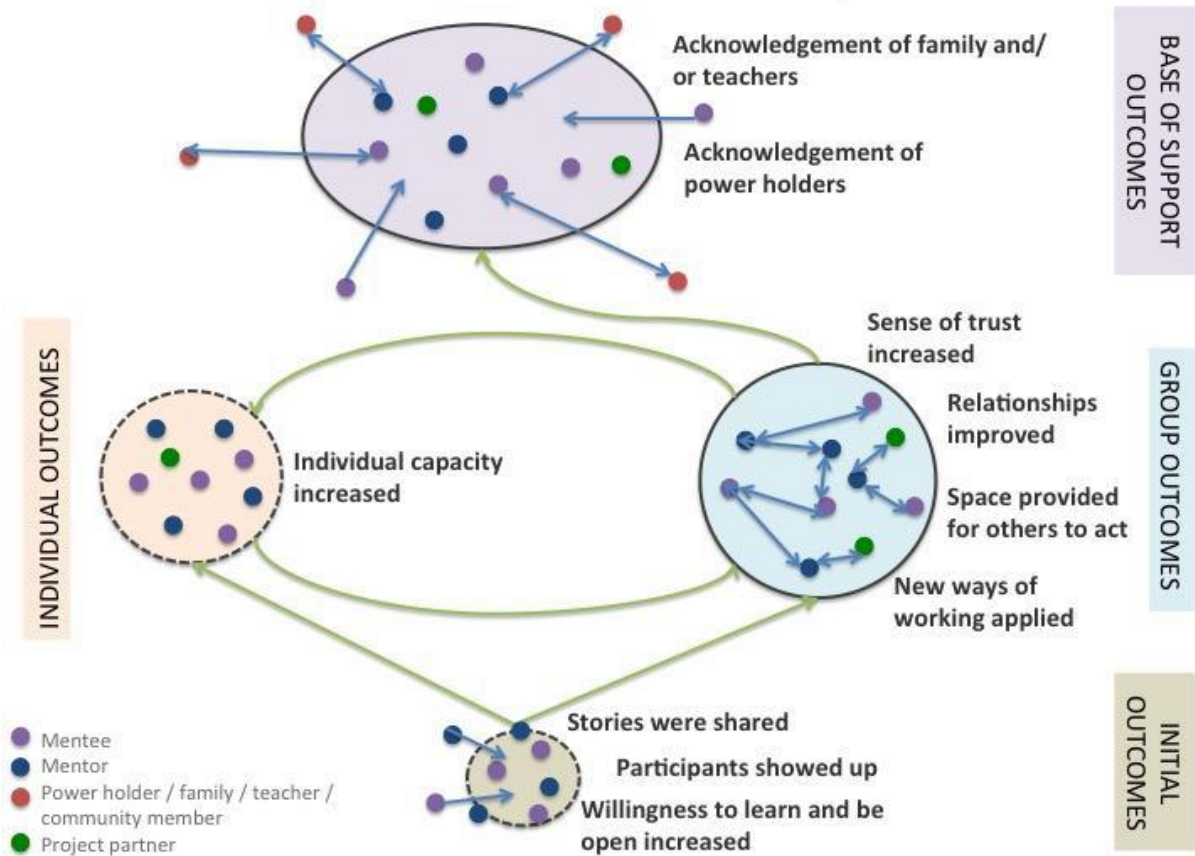 Acknowledgement of family and/
or teachers
Acknowledgement of
power holders
BASE OF SUPPORT
OUTCOMES
INDIVIDUAL OUTCOMES
Individual capacity
increased
Sense of trust
increased
Relationships
improved
Space provided
for others to act
New ways of
working applied
GROUP OUTCOMES
Stories were shared
Participants showed up
Willingness to learn and be
open increased
INITIAL
OUTCOMES
Mentee
Mentor
Power holder / family / teacher /
community member
Project partner